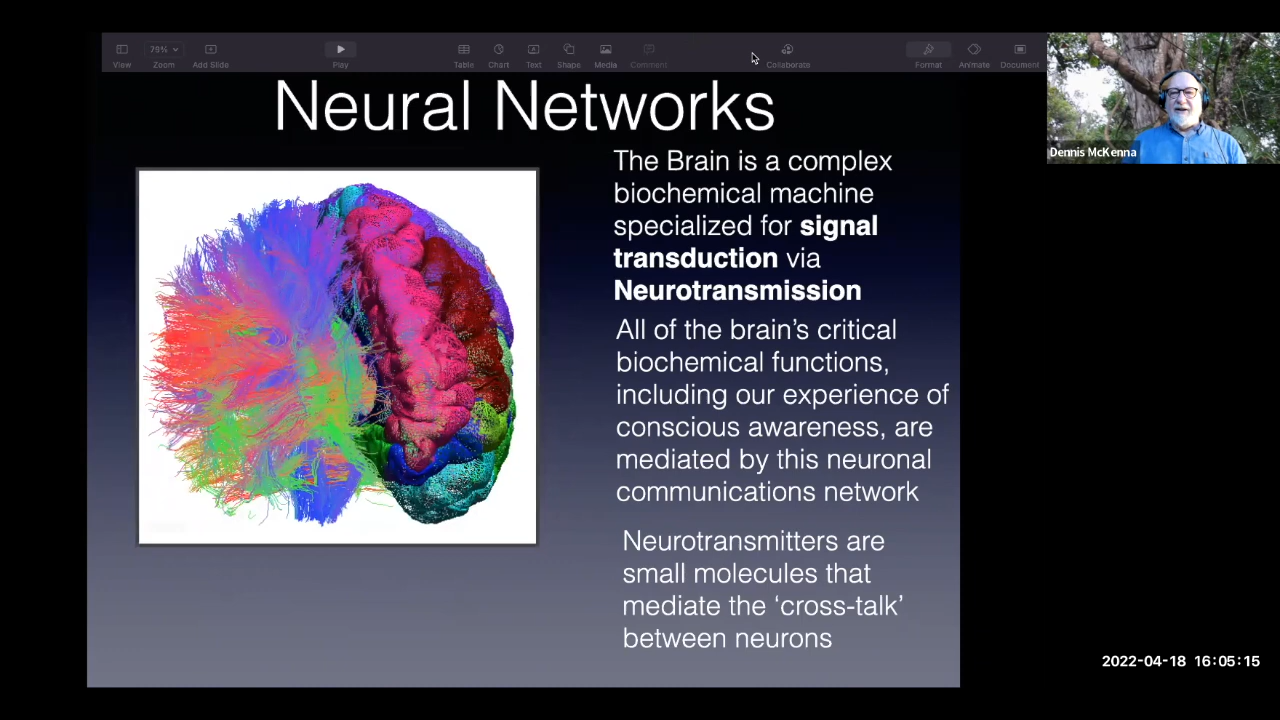 79%
View
Zoom
Add Slide
Play
Table
Chart
Text
Shape
Media
Comment
Collaborate
Format
Animate
Document
Neural Networks
The Brain is a complex
biochemical machine
specialized for signal
transduction via
Neurotransmission
All of the brain’s critical
biochemical functions,
including our experience of
conscious awareness, are
mediated by this neuronal
communications network
Neurotransmitters are
small molecules that
mediate the ‘cross-talk’
between neurons
Dennis McKenna
2022-04-18 16:05:15